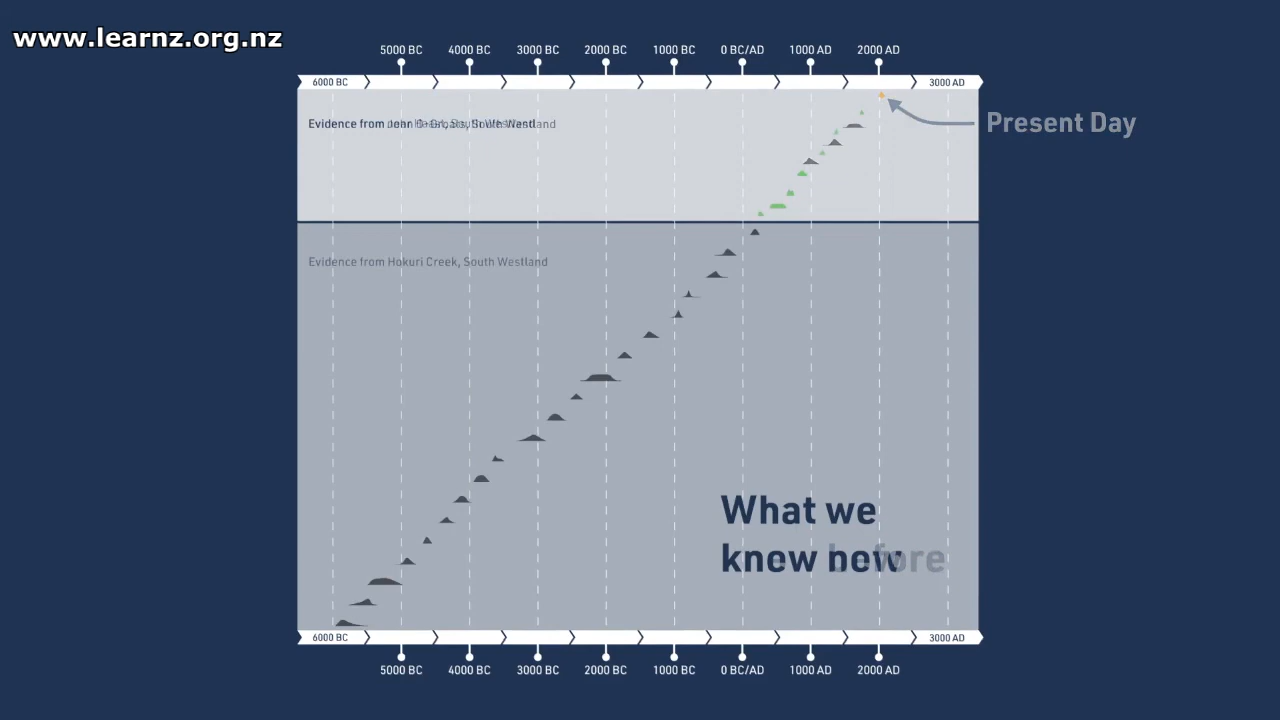 www.learnz.org.nz
5000 BC 4000 BC 3000 BC 2000 BC 1000 BC 0 BC/AD 1000 AD 2000 AD
6000 BC 3000 AD
Evidence from
Present Day
Evidence from Hokuri Creek, South Westland
What we
6000 BC 3000 AD
5000 BC 4000 BC 3000 BC 2000 BC 1000 BC 0 BC/AD 1000 AD 2000 AD